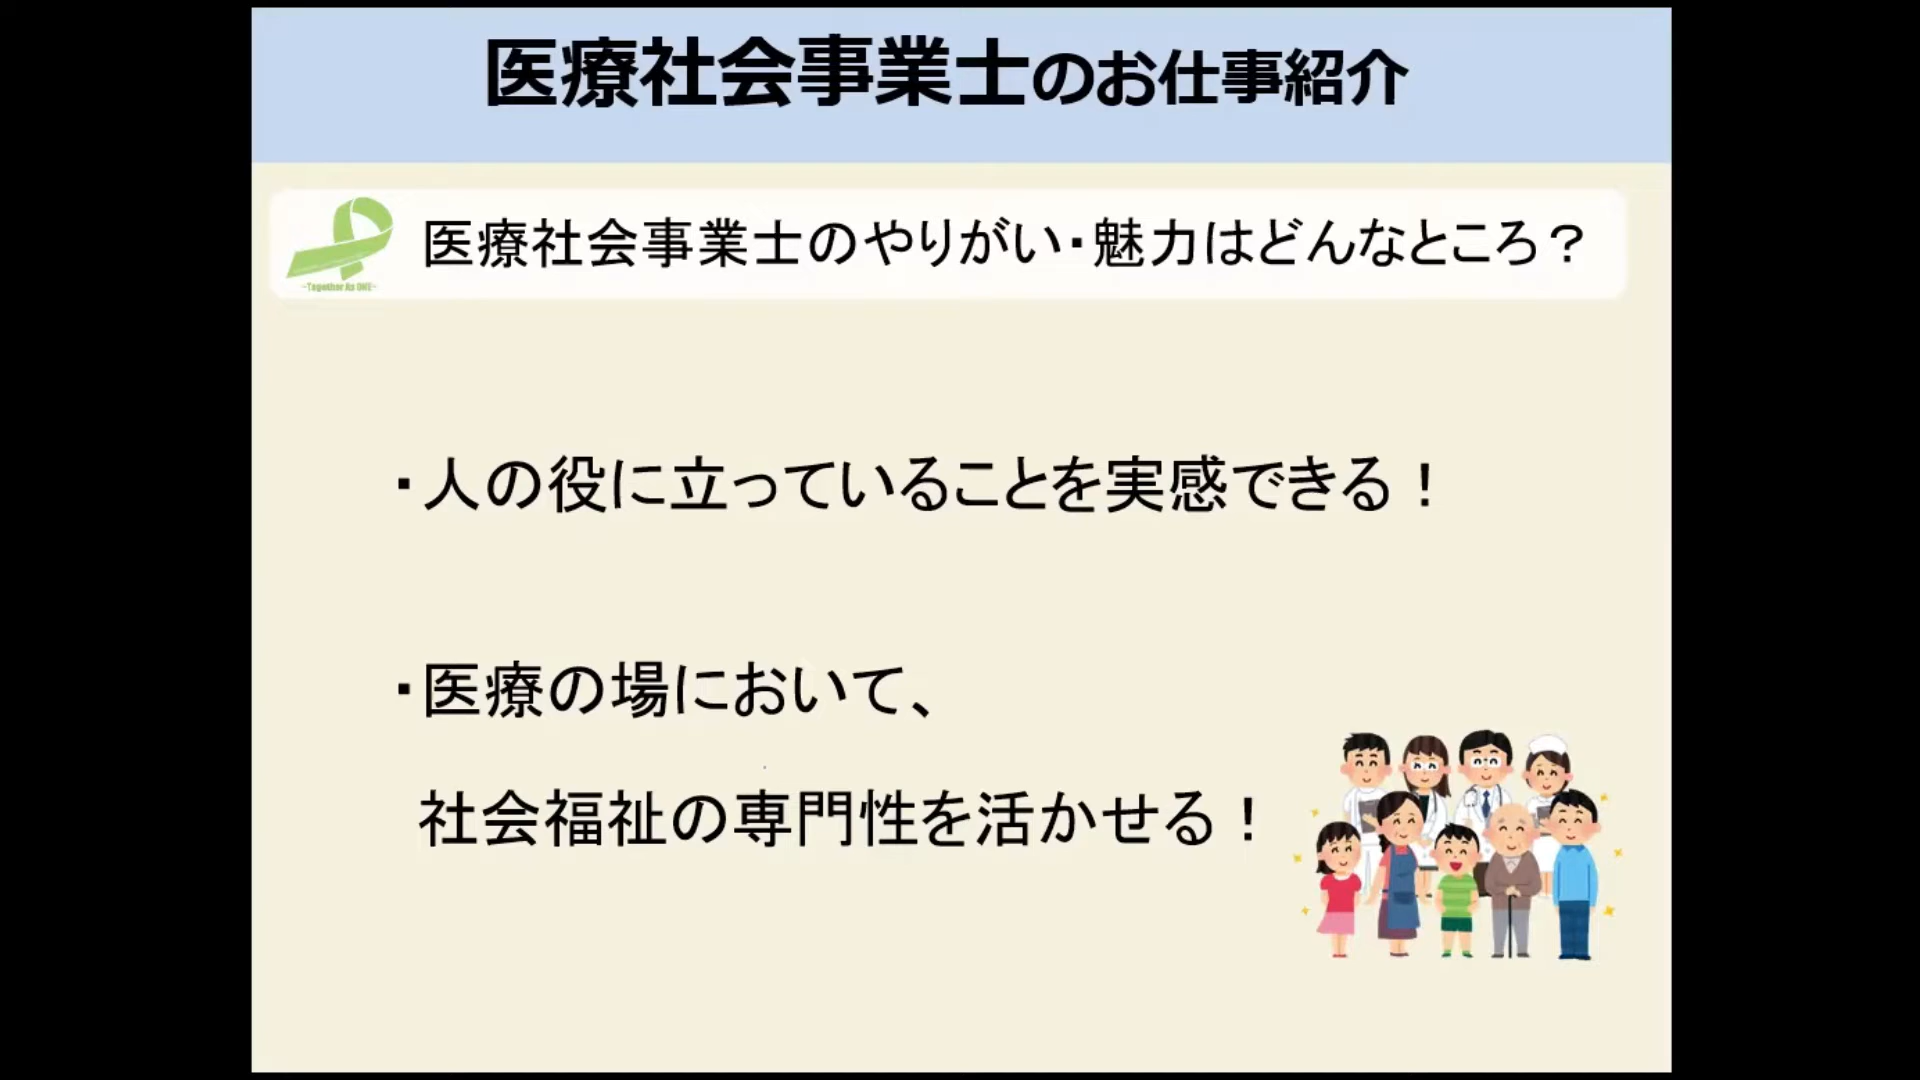 医療社会事業士のお仕事紹介
医療社会事業士のやりがい・魅力はどんなところ？
~Together As ONE~
・人の役に立っていることを実感できる！
・医療の場において、
社会福祉の専門性を活かせる！